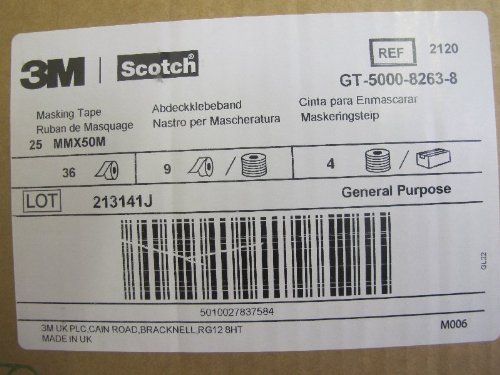 3M Scotch REF 2120
GT-5000-8263-8
Masking Tape Abdeckklebeband Cinta para Enmascarar
Ruban de Masquage Nastro per Mascheratura Maskeringsteip
25 MMX50M
36 9 / 4 /
LOT 213141J General Purpose
5010027837584
GL22
3M UK PLC,CAIN ROAD,BRACKNELL,RG12 8HT M006
MADE IN UK